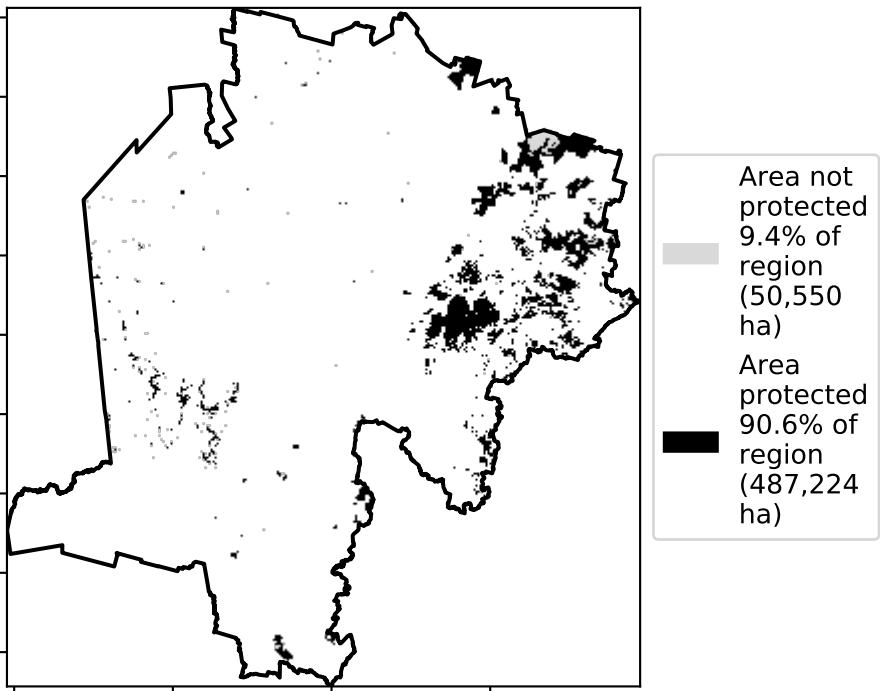 Area not
protected
9.4% of
region
(50,550
ha)
Area
protected
90.6% of
region
(487,224
ha)